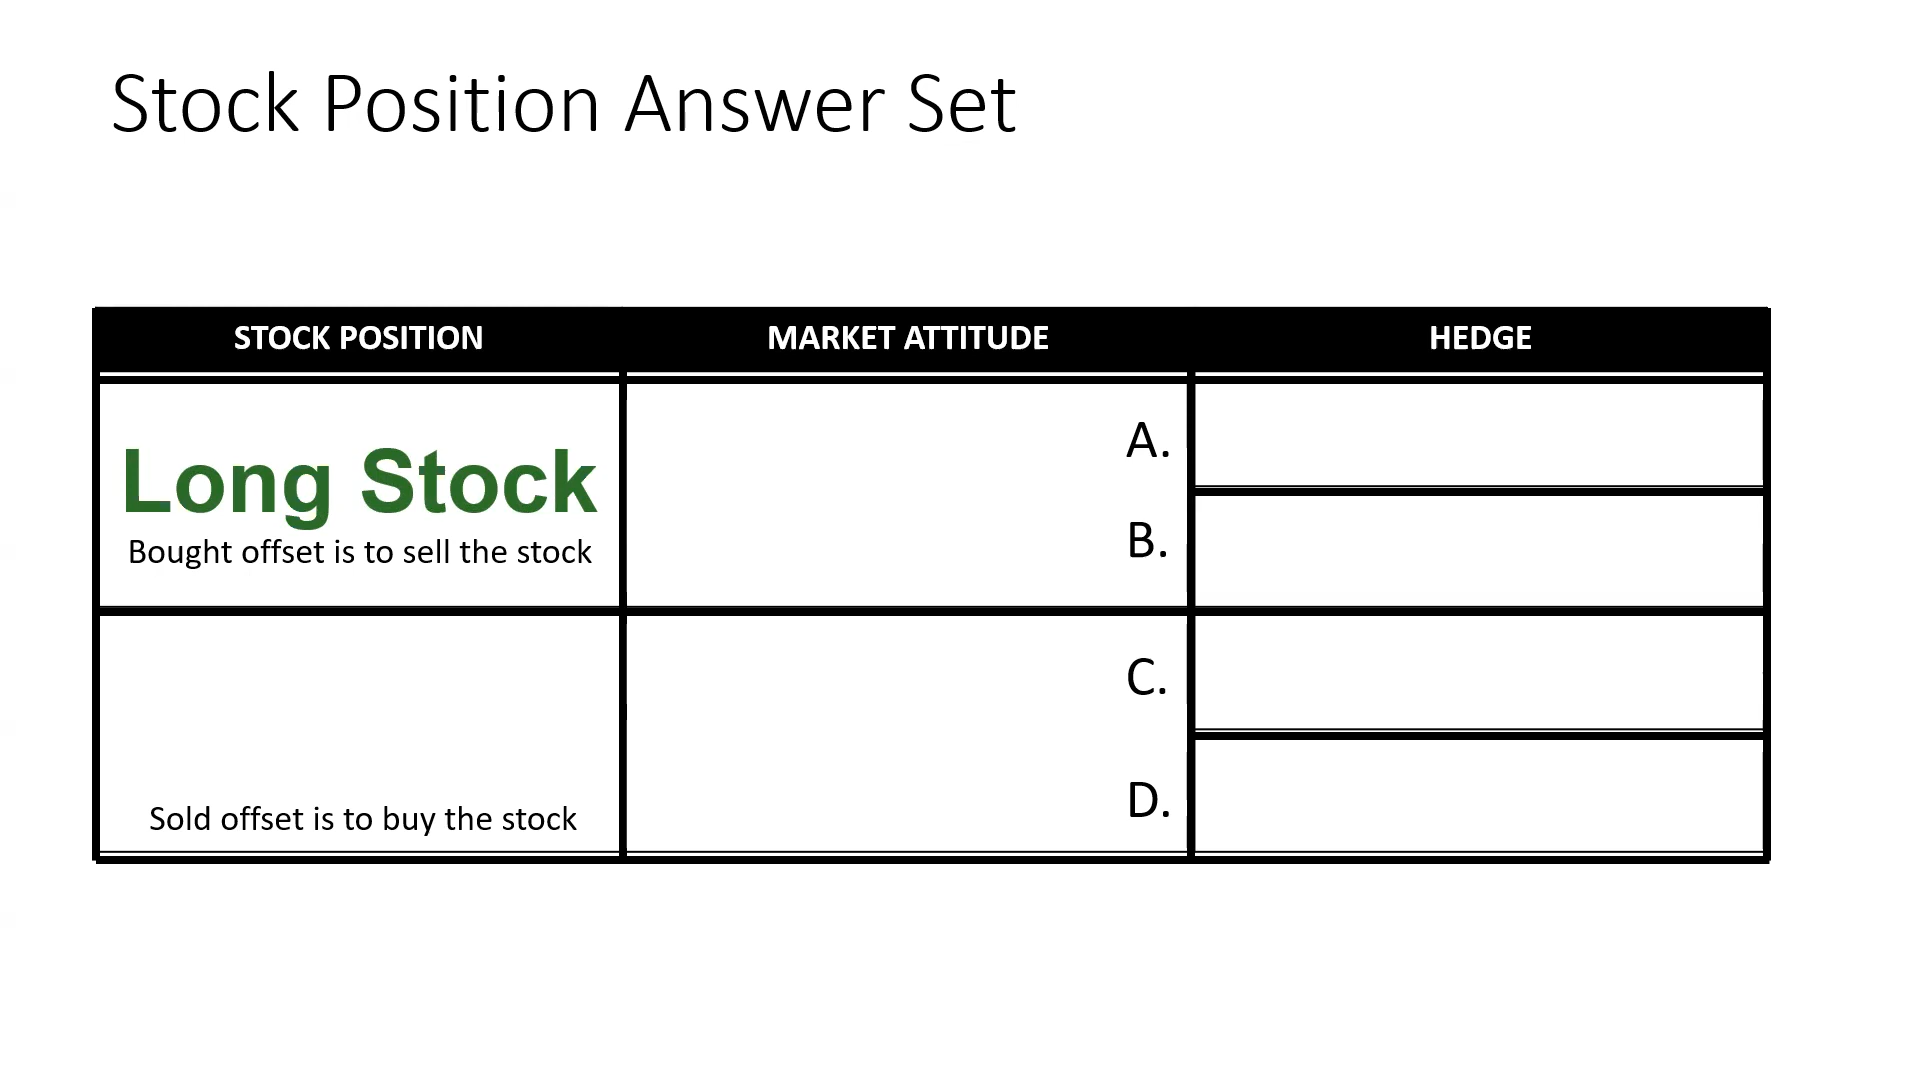 Stock Position Answer Set
STOCK POSITION
MARKET ATTITUDE
HEDGE
Long Stock
Bought offset is to sell the stock
A.
B.
Sold offset is to buy the stock
C.
D.